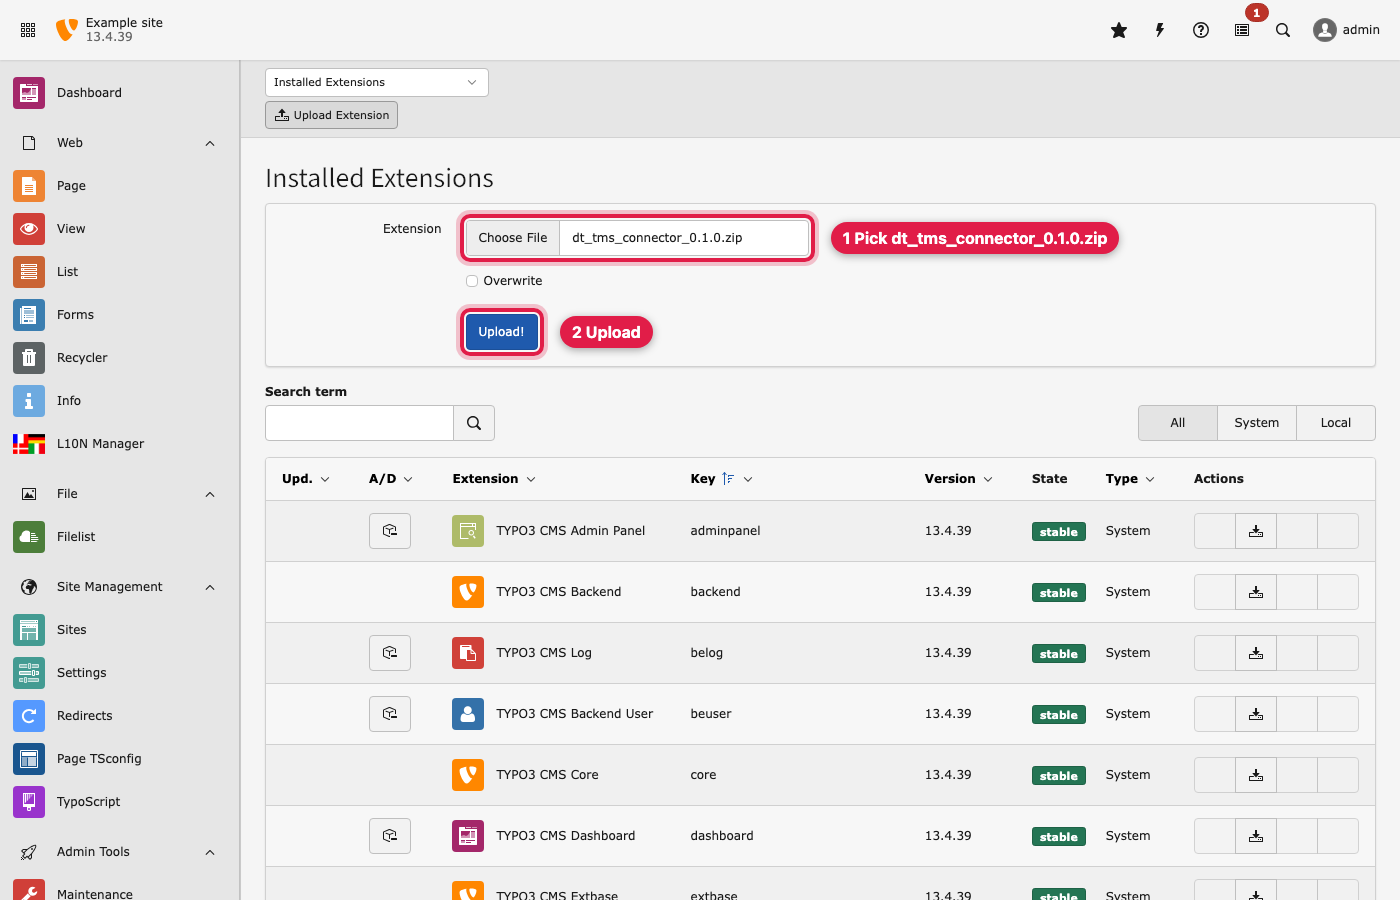 Example site
13.4.39
1
admin
Dashboard
Web
Page
View
List
Forms
Recycler
Info
L10N Manager
File
Filelist
Site Management
Sites
Settings
Redirects
Page TSconfig
TypoScript
Admin Tools
Maintenance
Installed Extensions
Upload Extension
Installed Extensions
Extension
Choose File dt_tms_connector_0.1.0.zip
1 Pick dt_tms_connector_0.1.0.zip
Overwrite
Upload!
2 Upload
Search term
All System Local
Upd. A/D Extension Key Version State Type Actions
TYPO3 CMS Admin Panel adminpanel 13.4.39 stable System
TYPO3 CMS Backend backend 13.4.39 stable System
TYPO3 CMS Log belog 13.4.39 stable System
TYPO3 CMS Backend User beuser 13.4.39 stable System
TYPO3 CMS Core core 13.4.39 stable System
TYPO3 CMS Dashboard dashboard 13.4.39 stable System
TYPO3 CMS Extbase extbase 13.4.39 stable System